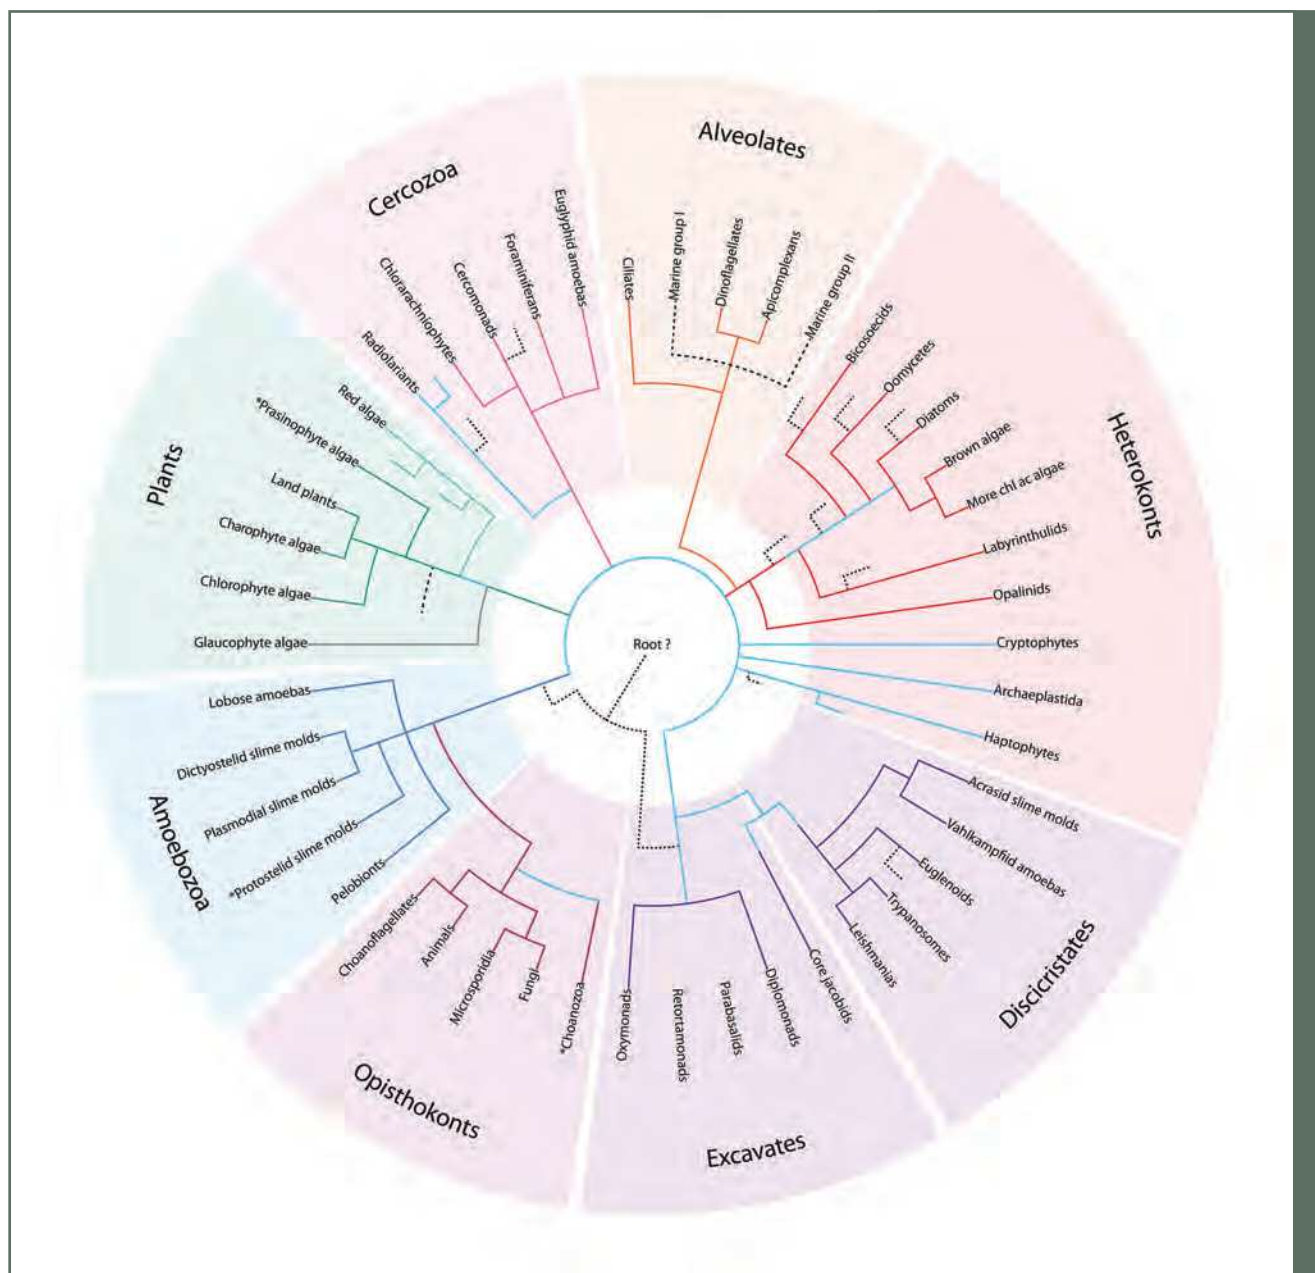 Alveolates
Ciliates
Marine group I
Dinoflagellates
Apicomplexans
Marine group II
Heterokonts
Bicosoecids
Oomycetes
Diatoms
Brown algae
More chl ac algae
Labyrinthulids
Opalinids
Cryptophytes
Archaeplastida
Haptophytes
Discicristates
Acrasid slime molds
Vahlkampfiid amoebas
Euglenoids
Trypanosomes
Leishmanias
Excavates
Core jacobids
Diplomonads
Parabasalids
Retortamonads
Oxymonads
Opisthokonts
*Choanozoa
Fungi
Microsporidia
Animals
Choanoflagellates
Amoebozoa
Pelobionts
*Protostelid slime molds
Plasmodial slime molds
Dictyostelid slime molds
Lobose amoebas
Plants
Glaucophyte algae
Chlorophyte algae
Charophyte algae
Land plants
*Prasinophyte algae
Red algae
Cercozoa
Radiolariants
Chlorarachniophytes
Cercomonads
Foraminiferans
Euglyphid amoebas
Root ?